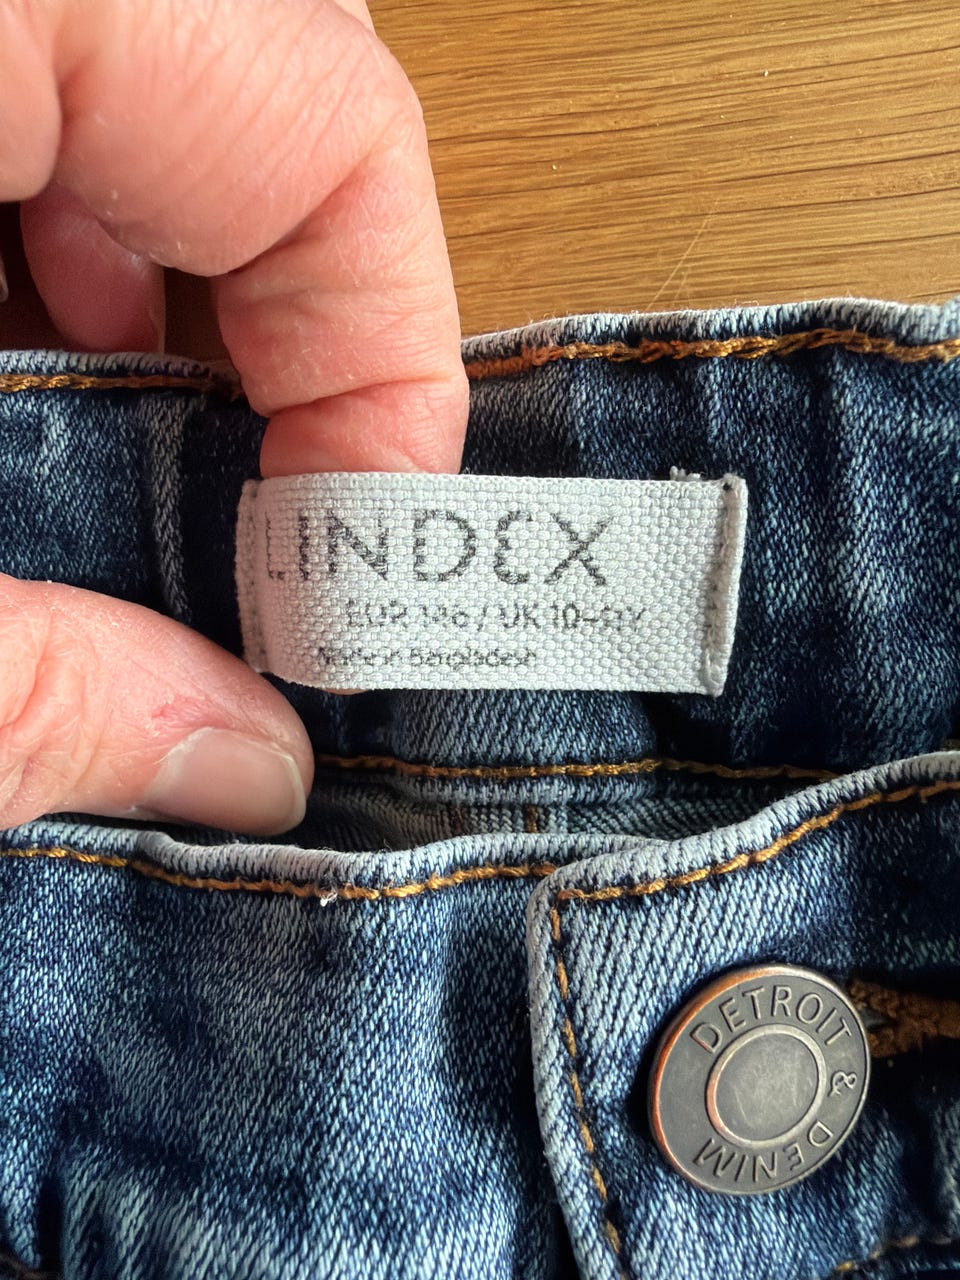 LINDEX
EUR 146 / UK 10-11Y
Made in Bangladesh
DETROIT & DENIM